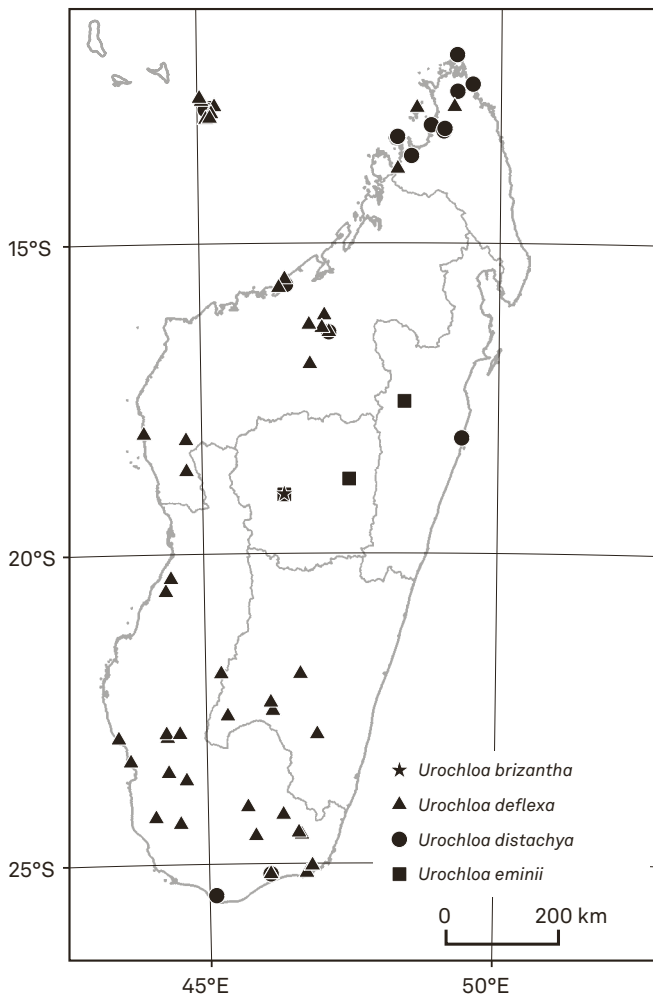 15°S
20°S
25°S
Urochloa brizantha
Urochloa deflexa
Urochloa distachya
Urochloa eminii
0 200 km
45°E 50°E